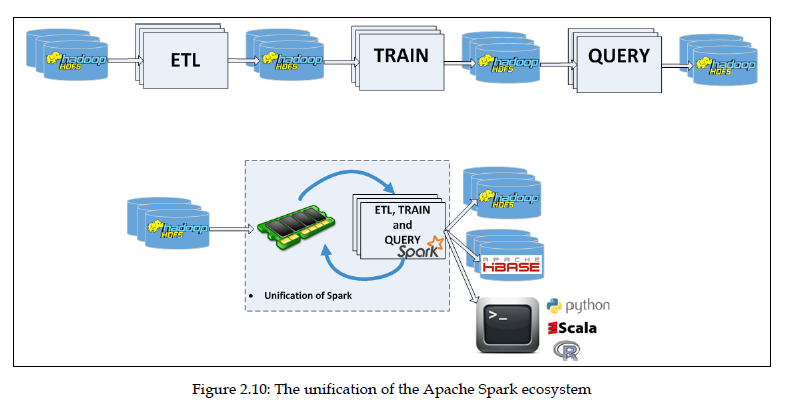 hadoop
HDFS
ETL
hadoop
HDFS
TRAIN
hadoop
HDFS
QUERY
hadoop
HDFS
hadoop
HDFS
ETL, TRAIN
and
QUERY
Spark
• Unification of Spark
hadoop
HDFS
APACHE
HBASE
>_
python
Scala
R
Figure 2.10: The unification of the Apache Spark ecosystem